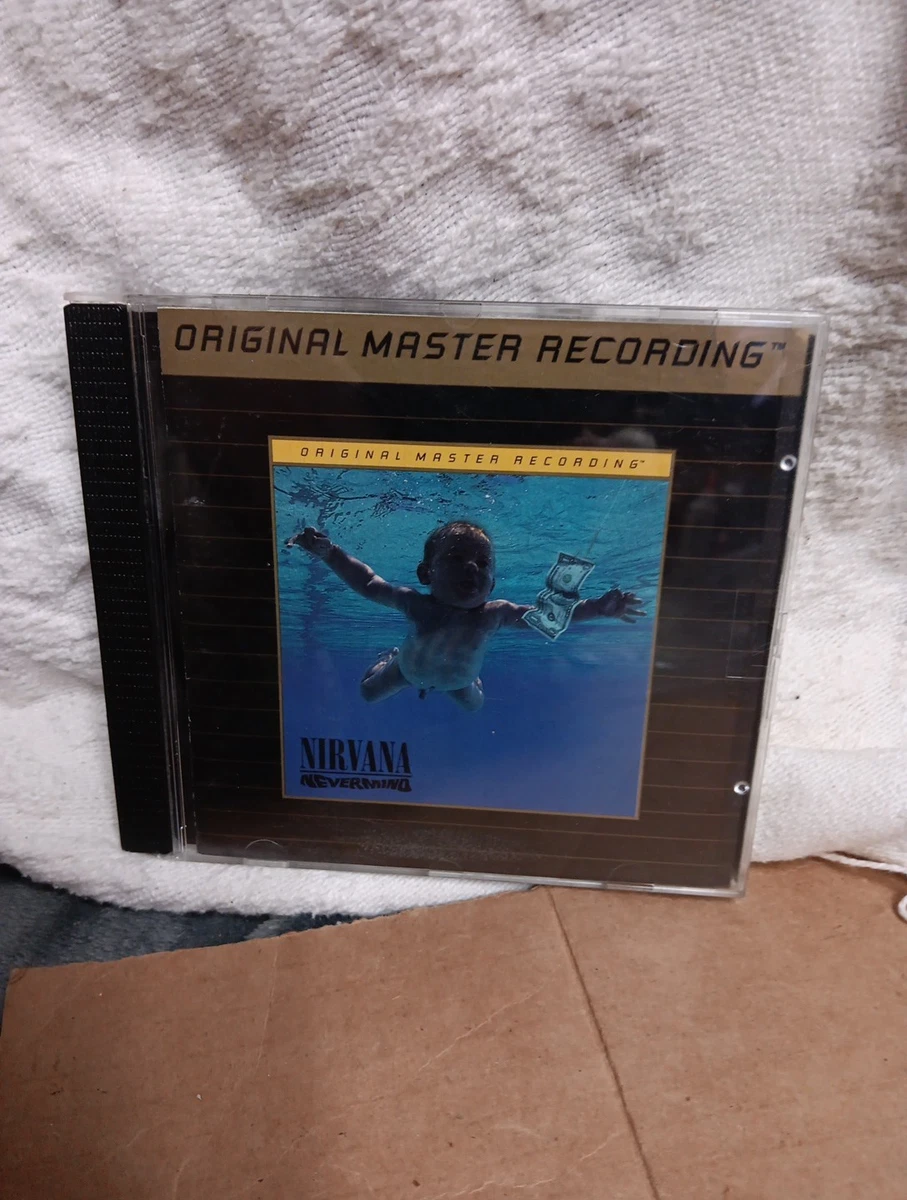 ORIGINAL MASTER RECORDING™
ORIGINAL MASTER RECORDING™
NIRVANA
NEVERMIND